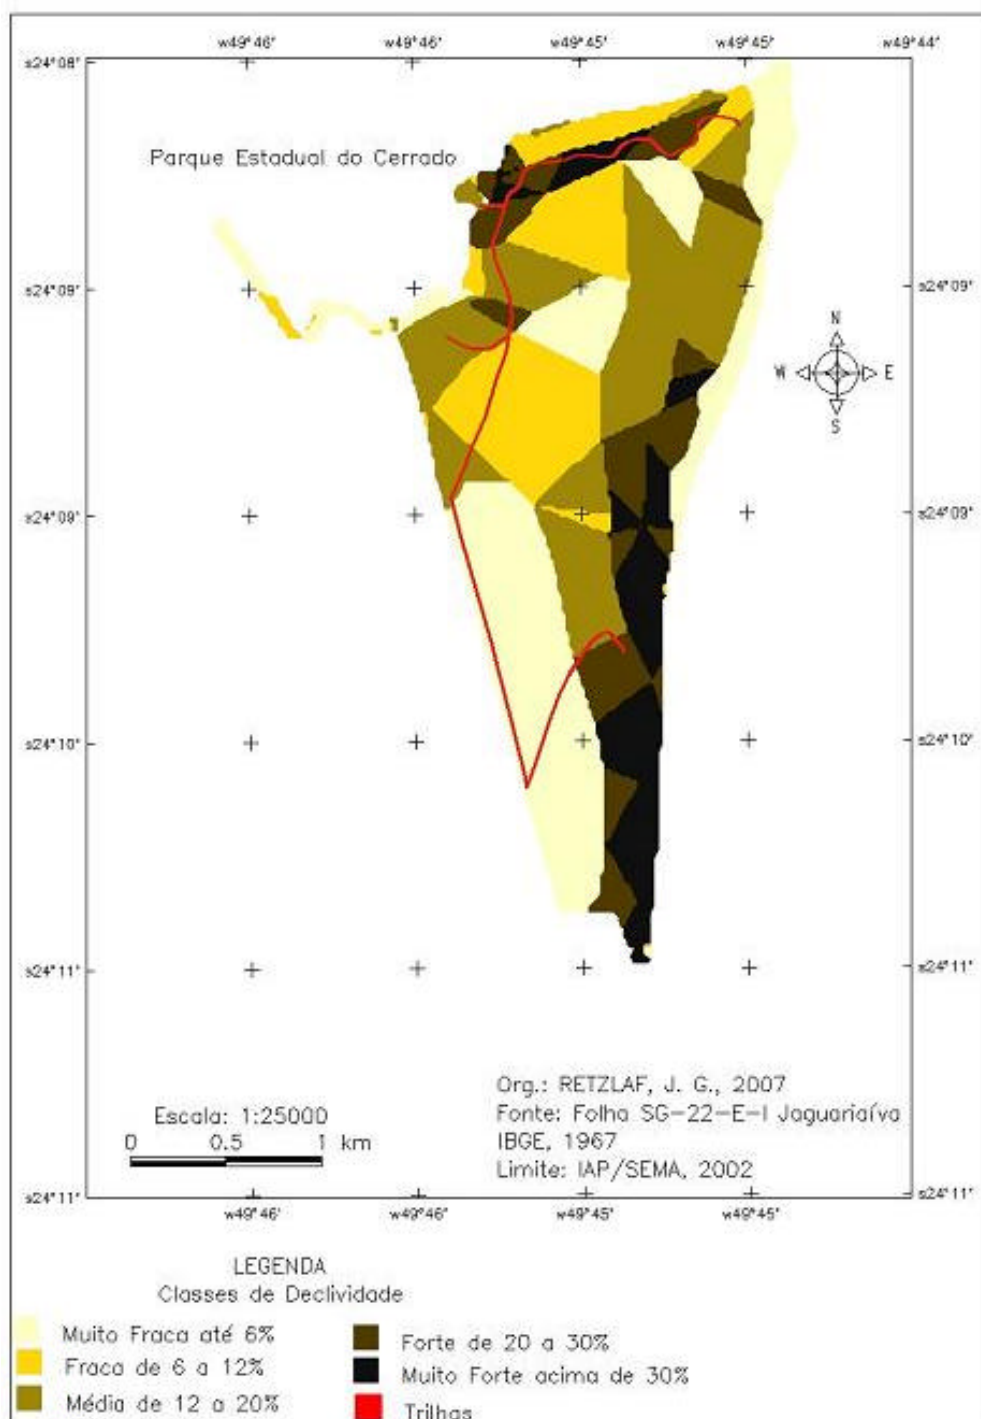 w49°46' w49°46' w49°45' w49°45' w49°44'
s24°08' s24°08'
Parque Estadual do Cerrado
s24°09' s24°09'
N
W E
S
s24°09' s24°09'
s24°10' s24°10'
s24°11' s24°11'
Org.: RETZLAF, J. G., 2007
Fonte: Folha SG-22-E-I Jaguariaíva
IBGE, 1967
Limite: IAP/SEMA, 2002
Escala: 1:25000
0 0.5 1 km
s24°11' s24°11'
w49°46' w49°46' w49°45' w49°45'
LEGENDA
Classes de Declividade
Muito Fraca até 6%
Fraca de 6 a 12%
Média de 12 a 20%
Forte de 20 a 30%
Muito Forte acima de 30%
Trilhas